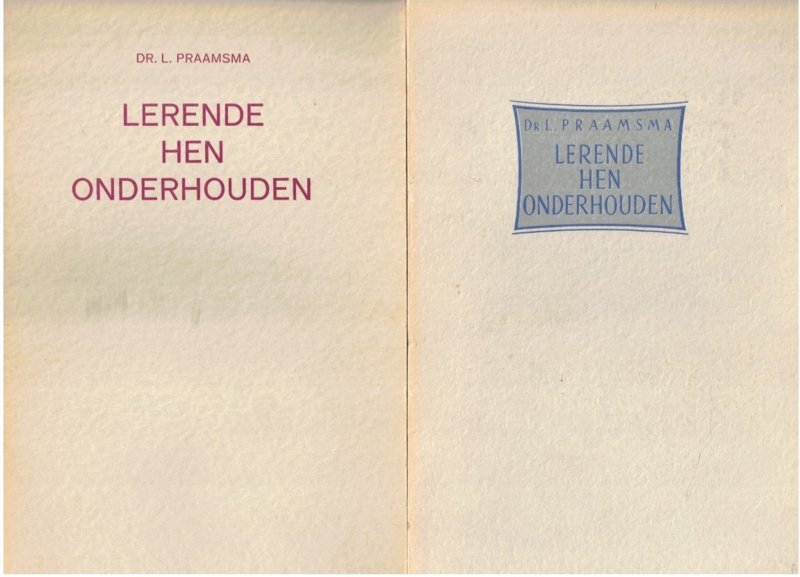 DR. L. PRAAMSMA
LERENDE
HEN
ONDERHOUDEN
DR. L. PRAAMSMA
LERENDE
HEN
ONDERHOUDEN